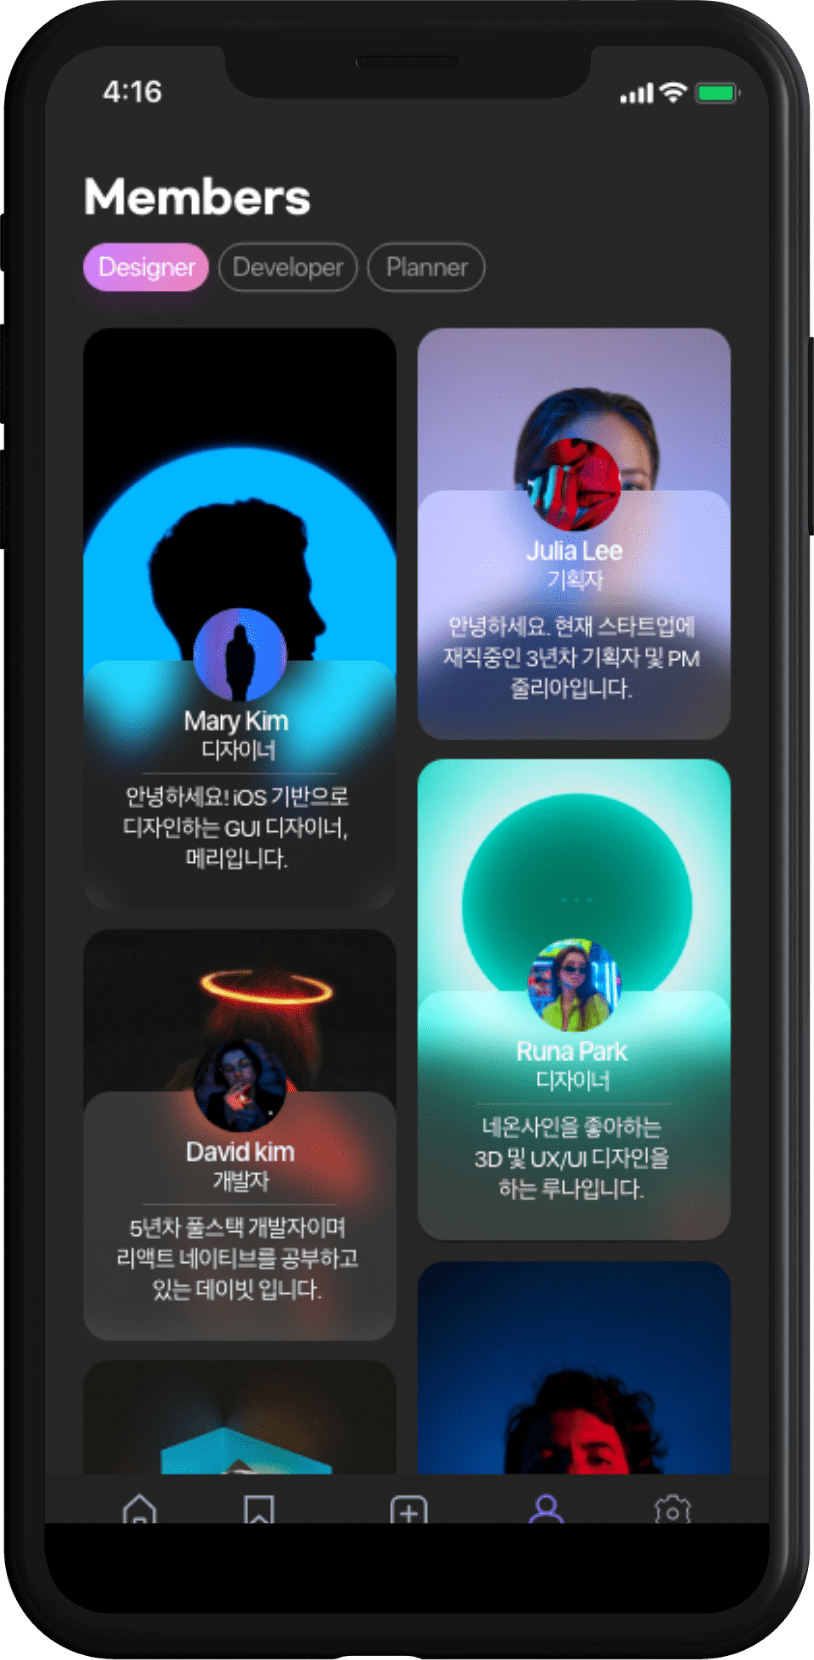 4:16
Members
Designer Developer Planner
Mary Kim
디자이너
안녕하세요! iOS 기반으로
디자인하는 GUI 디자이너,
메리입니다.
Julia Lee
기획자
안녕하세요. 현재 스타트업에
재직중인 3년차 기획자 및 PM
줄리아입니다.
David kim
개발자
5년차 풀스택 개발자이며
리액트 네이티브를 공부하고
있는 데이빗 입니다.
Runa Park
디자이너
네온사인을 좋아하는
3D 및 UX/UI 디자인을
하는 루나입니다.